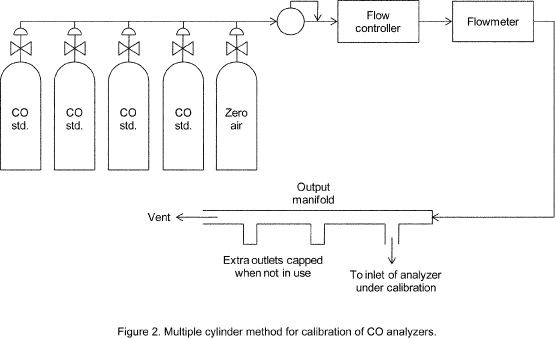 Flow
controller
Flowmeter
CO
std.
CO
std.
CO
std.
CO
std.
Zero
air
Output
manifold
Vent
Extra outlets capped
when not in use
To inlet of analyzer
under calibration
Figure 2. Multiple cylinder method for calibration of CO analyzers.